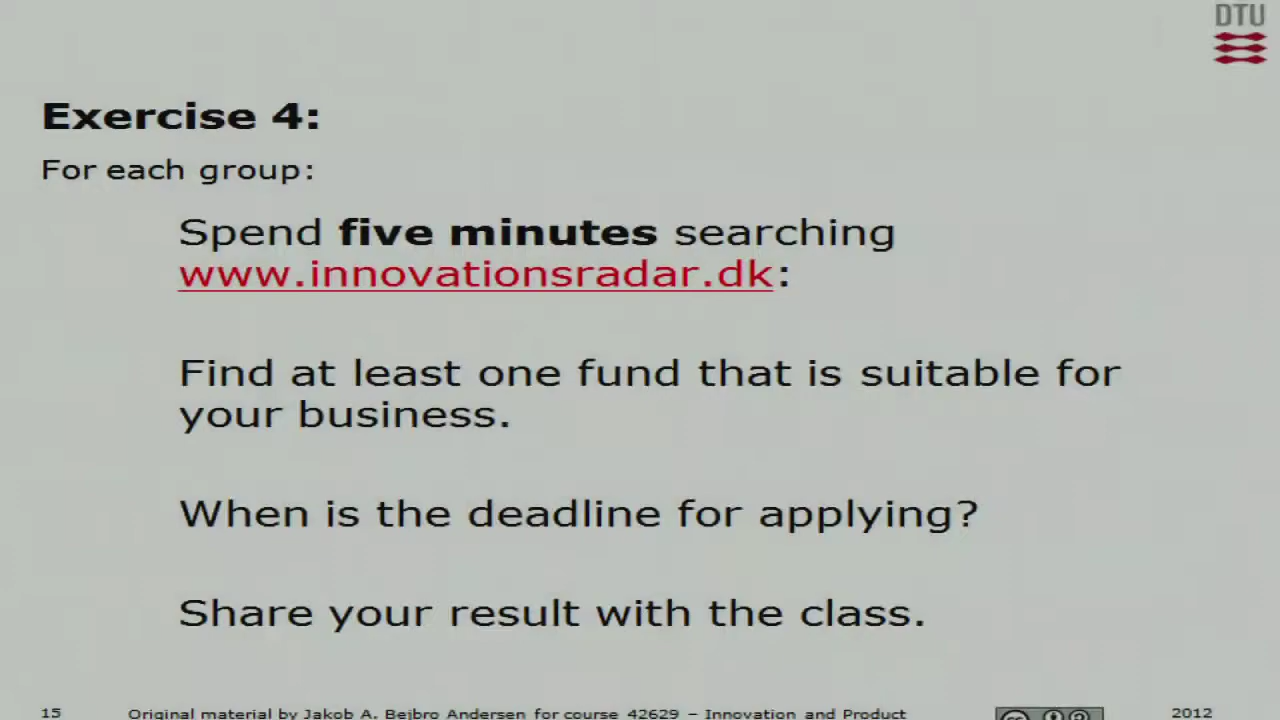 DTU
Exercise 4:
For each group:
Spend five minutes searching
www.innovationsradar.dk:
Find at least one fund that is suitable for
your business.
When is the deadline for applying?
Share your result with the class.
15 Original material by Jakob A. Bejbro Andersen for course 42629 – Innovation and Product 2012